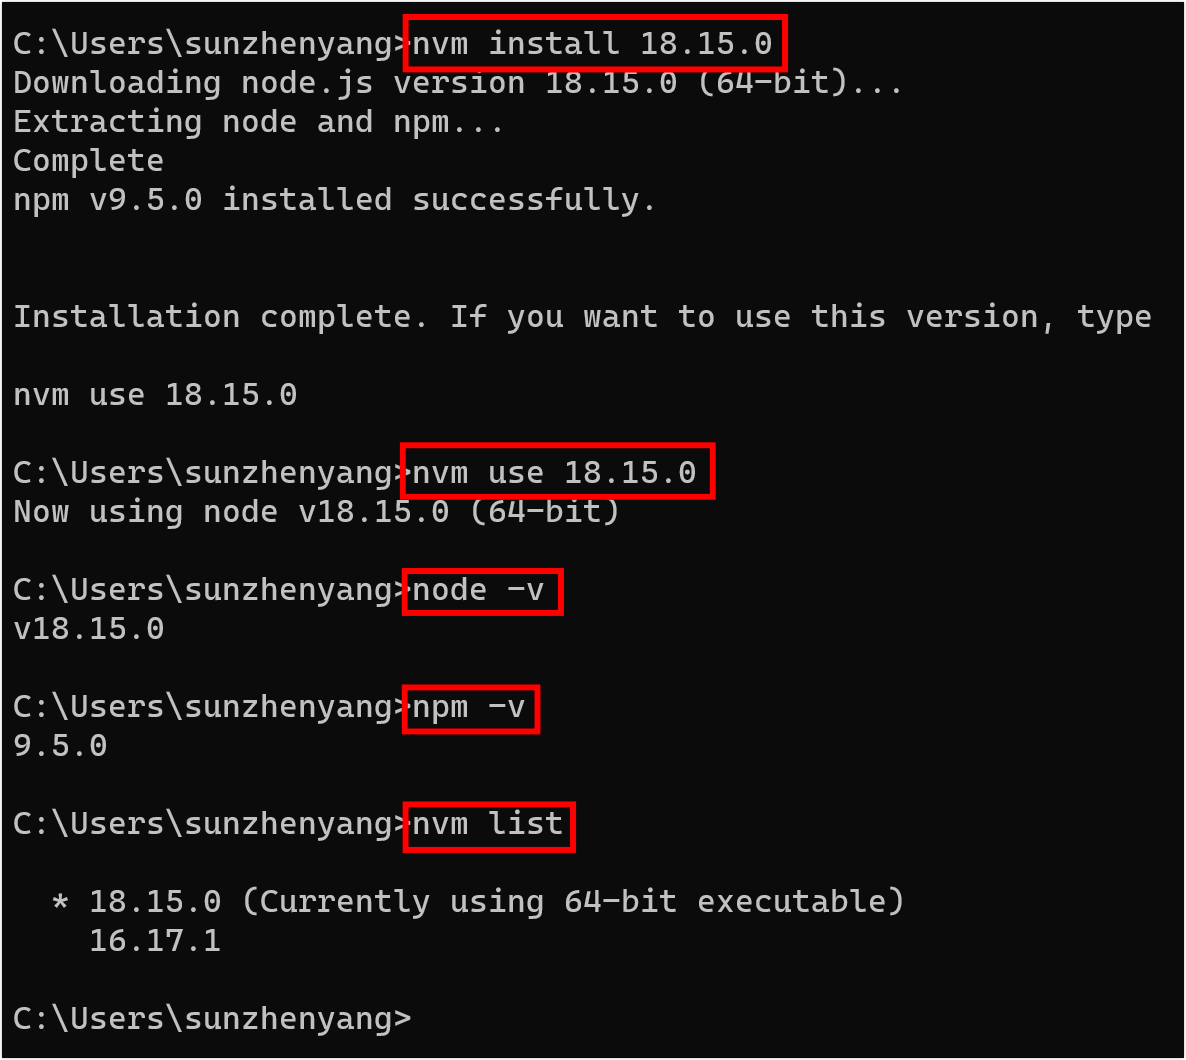 C:\Users\sunzhenyang>nvm install 18.15.0
Downloading node.js version 18.15.0 (64-bit)...
Extracting node and npm...
Complete
npm v9.5.0 installed successfully.
Installation complete. If you want to use this version, type
nvm use 18.15.0
C:\Users\sunzhenyang>nvm use 18.15.0
Now using node v18.15.0 (64-bit)
C:\Users\sunzhenyang>node -v
v18.15.0
C:\Users\sunzhenyang>npm -v
9.5.0
C:\Users\sunzhenyang>nvm list
* 18.15.0 (Currently using 64-bit executable)
16.17.1
C:\Users\sunzhenyang>